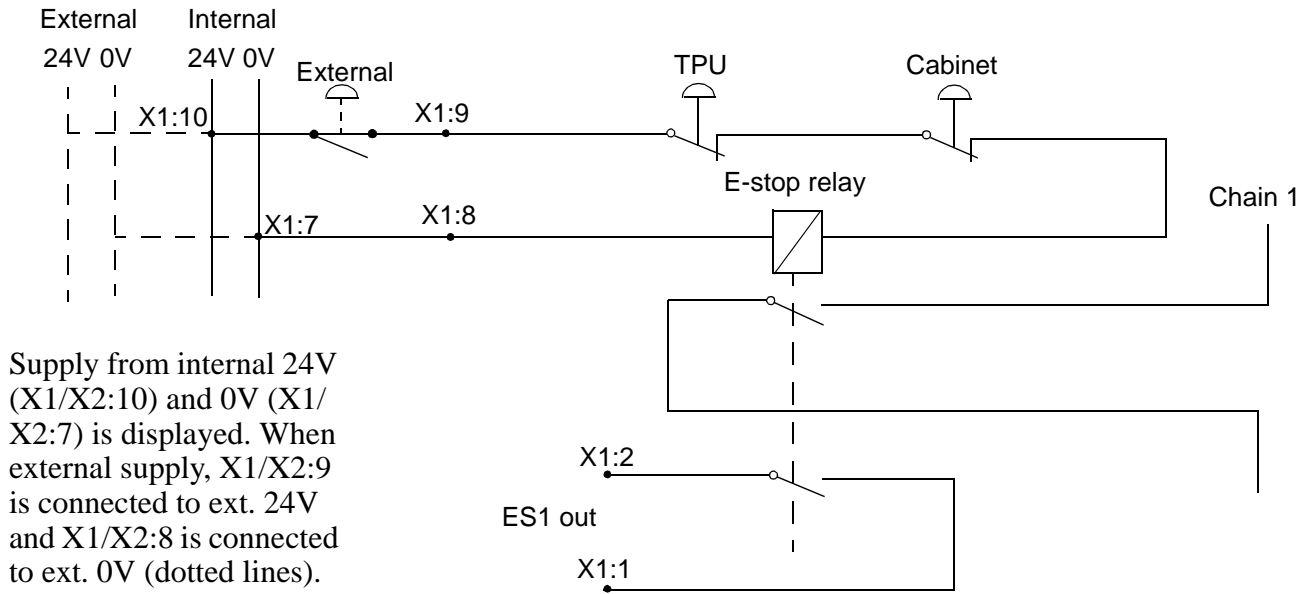 External Internal
24V 0V 24V 0V
External
TPU
Cabinet
X1:10
X1:9
E-stop relay
Chain 1
X1:7
X1:8
Supply from internal 24V
(X1/X2:10) and 0V (X1/
X2:7) is displayed. When
external supply, X1/X2:9
is connected to ext. 24V
and X1/X2:8 is connected
to ext. 0V (dotted lines).
X1:2
ES1 out
X1:1